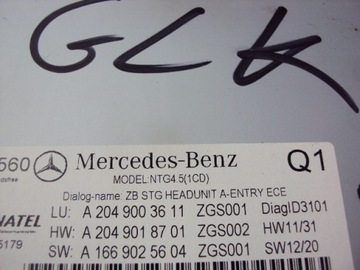 GLK
560 Mercedes-Benz Q1
MODEL:NTG4.5(1CD)
Dialog-name: ZB STG HEADUNIT A-ENTRY ECE
LU: A 204 900 36 11 ZGS001 DiagID3101
NATEL HW: A 204 901 87 01 ZGS002 HW11/31
5179 SW: A 166 902 56 04 ZGS001 SW12/20